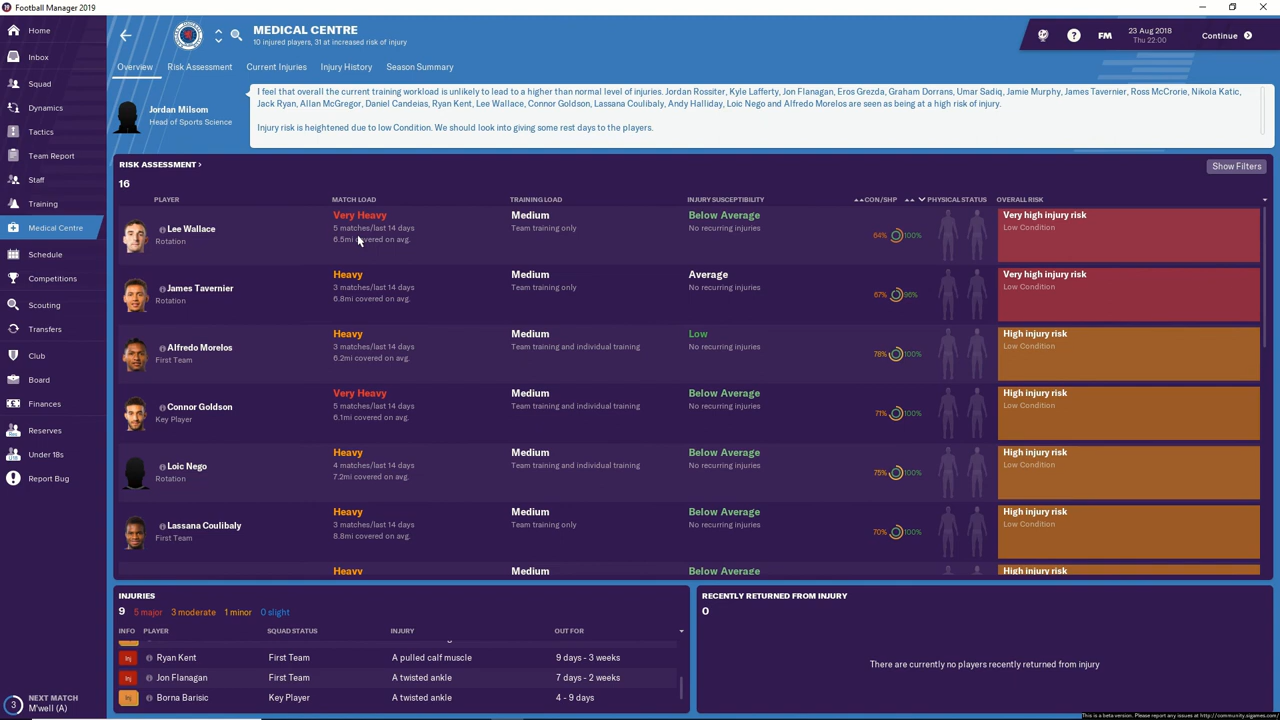 Football Manager 2019
Home
Inbox
Squad
Dynamics
Tactics
Team Report
Staff
Training
Medical Centre
Schedule
Competitions
Scouting
Transfers
Club
Board
Finances
Reserves
Under 18s
Report Bug
3 NEXT MATCH
M'well (A)
MEDICAL CENTRE
10 injured players, 31 at increased risk of injury
? FM 23 Aug 2018
Thu 22:00
Continue
Overview Risk Assessment Current Injuries Injury History Season Summary
Jordan Milsom
Head of Sports Science
I feel that overall the current training workload is unlikely to lead to a higher than normal level of injuries. Jordan Rossiter, Kyle Lafferty, Jon Flanagan, Eros Grezda, Graham Dorrans, Umar Sadiq, Jamie Murphy, James Tavernier, Ross McCrorie, Nikola Katic,
Jack Ryan, Allan McGregor, Daniel Candeias, Ryan Kent, Lee Wallace, Connor Goldson, Lassana Coulibaly, Andy Halliday, Loic Nego and Alfredo Morelos are seen as being at a high risk of injury.
Injury risk is heightened due to low Condition. We should look into giving some rest days to the players.
RISK ASSESSMENT >
16
Show Filters
PLAYER MATCH LOAD TRAINING LOAD INJURY SUSCEPTIBILITY CON/SHP PHYSICAL STATUS OVERALL RISK
Lee Wallace
Rotation
Very Heavy
5 matches/last 14 days
6.5mi covered on avg.
Medium
Team training only
Below Average
No recurring injuries
64% 100%
Very high injury risk
Low Condition
James Tavernier
Rotation
Heavy
3 matches/last 14 days
6.8mi covered on avg.
Medium
Team training only
Average
No recurring injuries
67% 96%
Very high injury risk
Low Condition
Alfredo Morelos
First Team
Heavy
3 matches/last 14 days
6.2mi covered on avg.
Medium
Team training and individual training
Low
No recurring injuries
78% 100%
High injury risk
Low Condition
Connor Goldson
Key Player
Very Heavy
5 matches/last 14 days
6.1mi covered on avg.
Medium
Team training and individual training
Below Average
No recurring injuries
71% 100%
High injury risk
Low Condition
Loic Nego
Rotation
Heavy
4 matches/last 14 days
7.2mi covered on avg.
Medium
Team training and individual training
Below Average
No recurring injuries
75% 100%
High injury risk
Low Condition
Lassana Coulibaly
First Team
Heavy
3 matches/last 14 days
8.8mi covered on avg.
Medium
Team training only
Below Average
No recurring injuries
70% 100%
High injury risk
Low Condition
Heavy Medium Below Average High injury risk
INJURIES
9 5 major 3 moderate 1 minor 0 slight
INFO PLAYER SQUAD STATUS INJURY OUT FOR
Inj Ryan Kent First Team A pulled calf muscle 9 days - 3 weeks
Inj Jon Flanagan First Team A twisted ankle 7 days - 2 weeks
Inj Borna Barisic Key Player A twisted ankle 4 - 9 days
RECENTLY RETURNED FROM INJURY
0
There are currently no players recently returned from injury
This is a beta version. Please report any issues at http://community.sigames.com/